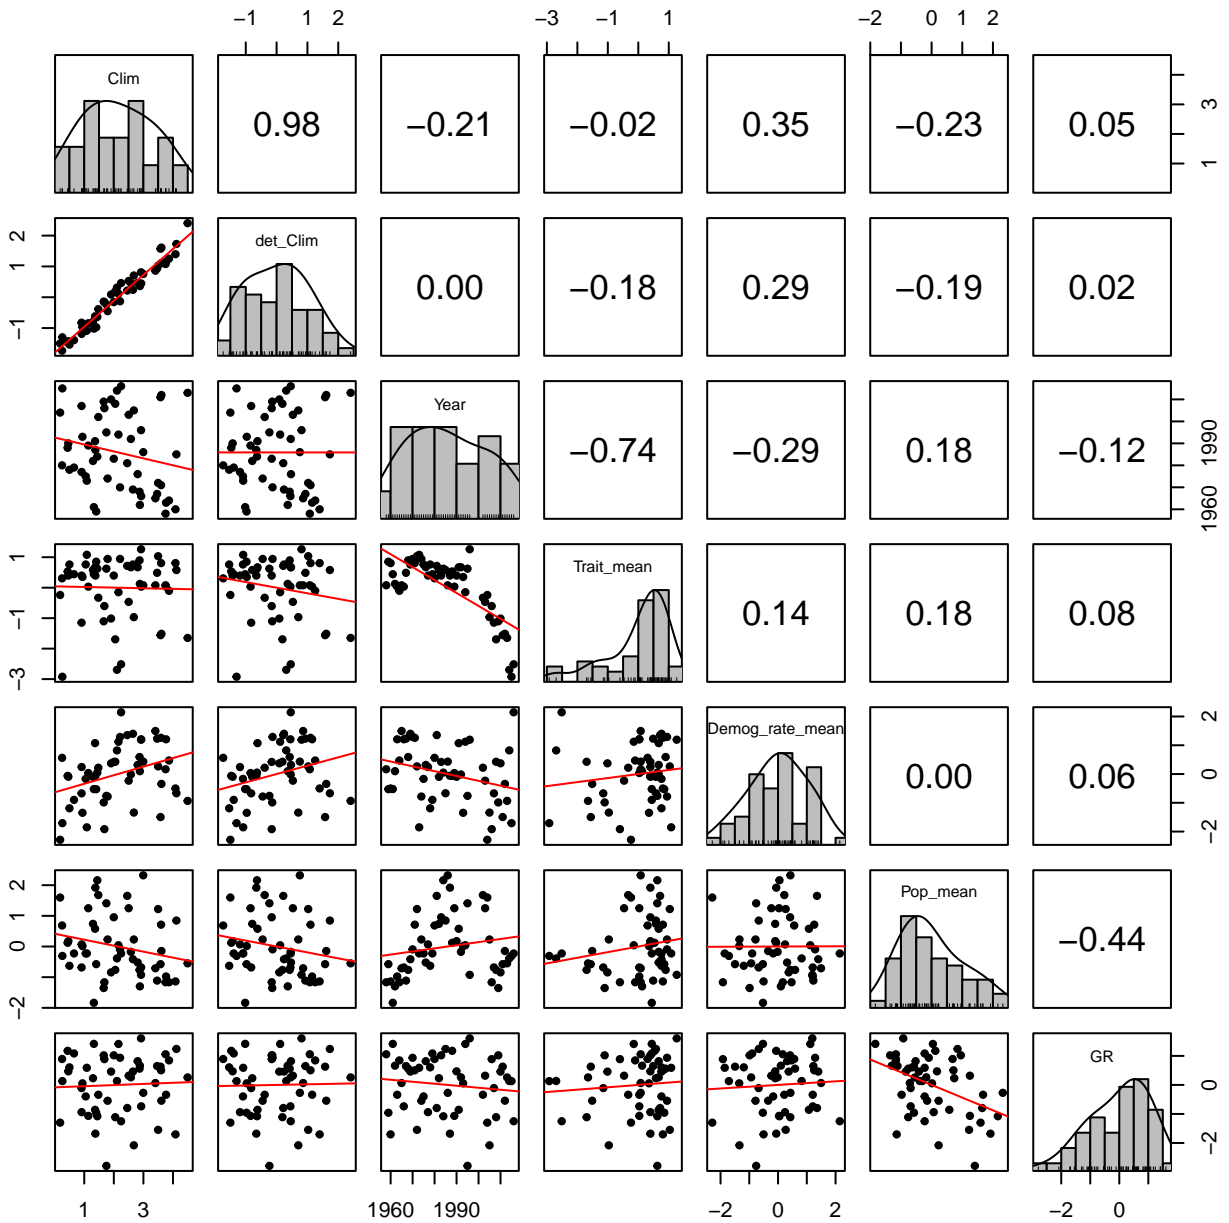 −1 1 2 −3 −1 1 −2 0 2
Clim 0.98 −0.21 −0.02 0.35 −0.23 0.05 1 3
−1 1 2 det_Clim 0.00 −0.18 0.29 −0.19 0.02
Year −0.74 −0.29 0.18 −0.12 1960 1990
−3 −1 1 Trait_mean 0.14 0.18 0.08
Demog_rate_mean 0.00 0.06 −2 0 2
−2 0 1 2 Pop_mean −0.44
GR −2 0
1 3 1960 1990 −2 0 2 −2 0